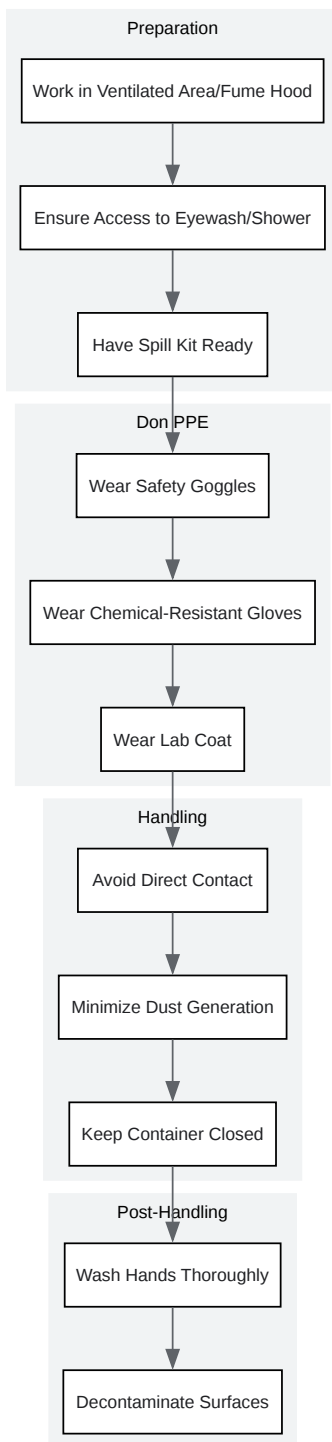 Preparation
Work in Ventilated Area/Fume Hood
Ensure Access to Eyewash/Shower
Have Spill Kit Ready
Don PPE
Wear Safety Goggles
Wear Chemical-Resistant Gloves
Wear Lab Coat
Handling
Avoid Direct Contact
Minimize Dust Generation
Keep Container Closed
Post-Handling
Wash Hands Thoroughly
Decontaminate Surfaces